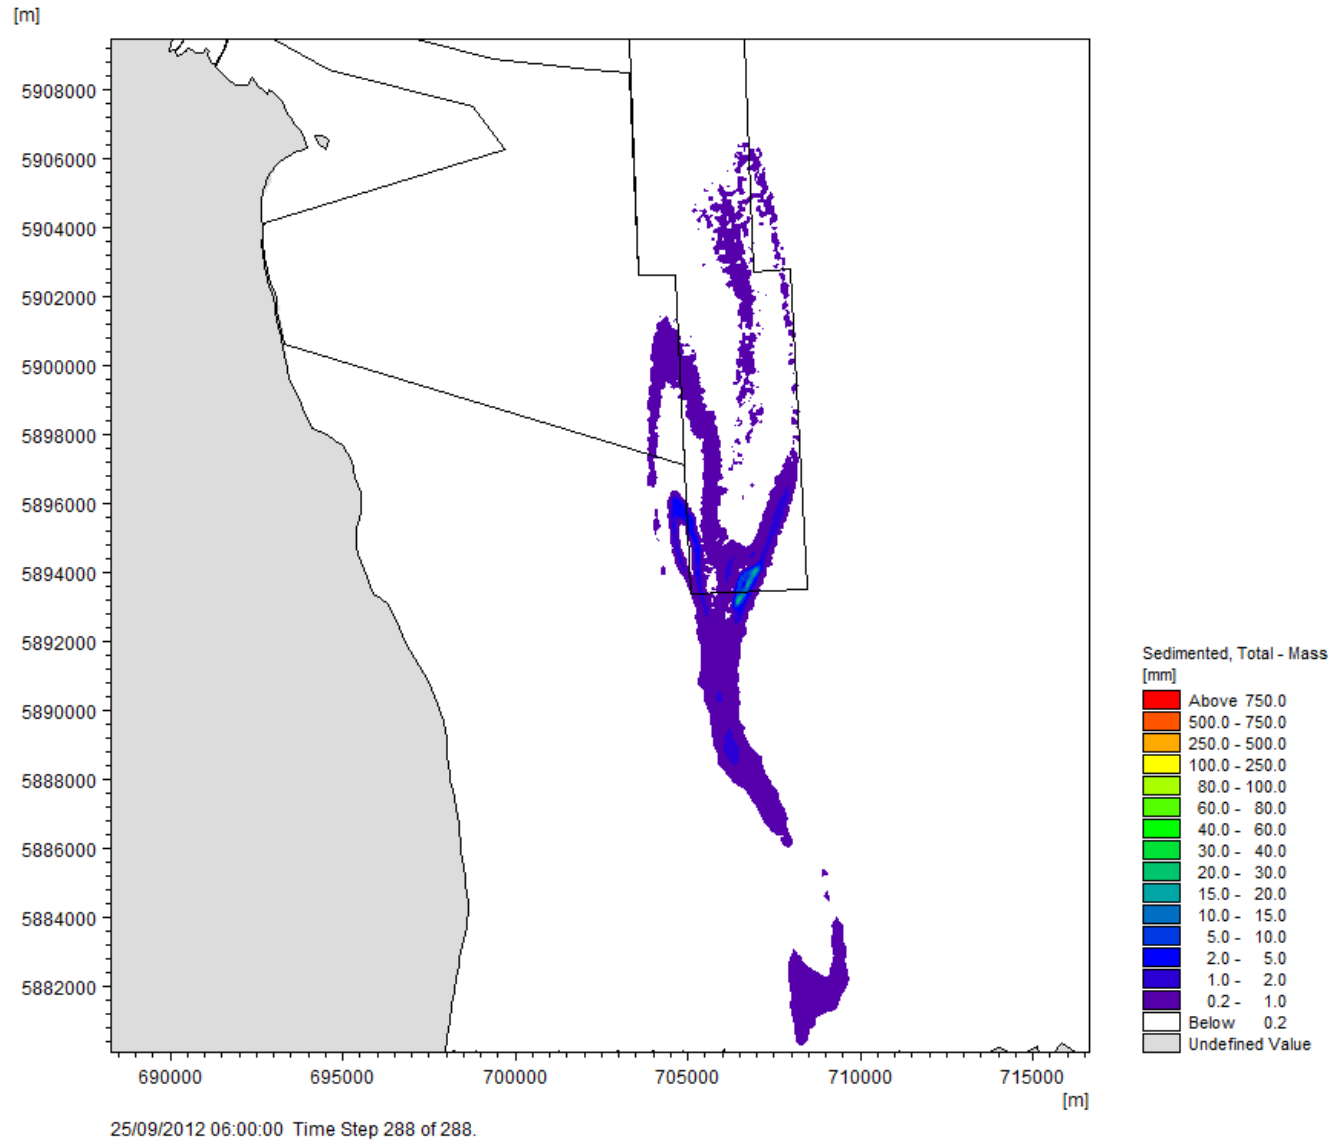 [m]
5908000
5906000
5904000
5902000
5900000
5898000
5896000
5894000
5892000
5890000
5888000
5886000
5884000
5882000
690000 695000 700000 705000 710000 715000
[m]
25/09/2012 06:00:00 Time Step 288 of 288.
Sedimented, Total - Mass
[mm]
Above 750.0
500.0 - 750.0
250.0 - 500.0
100.0 - 250.0
80.0 - 100.0
60.0 - 80.0
40.0 - 60.0
30.0 - 40.0
20.0 - 30.0
15.0 - 20.0
10.0 - 15.0
5.0 - 10.0
2.0 - 5.0
1.0 - 2.0
0.2 - 1.0
Below 0.2
Undefined Value